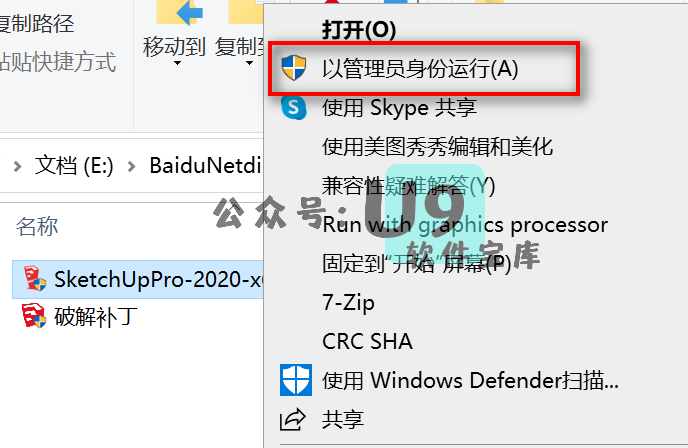 复制路径
粘贴快捷方式
移动到
复制到
文档 (E:)
BaiduNetdi
名称
SketchUpPro-2020-x6
破解补丁
打开(O)
以管理员身份运行(A)
使用 Skype 共享
使用美图秀秀编辑和美化
兼容性疑难解答(Y)
Run with graphics processor
固定到“开始”屏幕(P)
7-Zip
CRC SHA
使用 Windows Defender扫描...
共享
公众号:U9
软件宝库